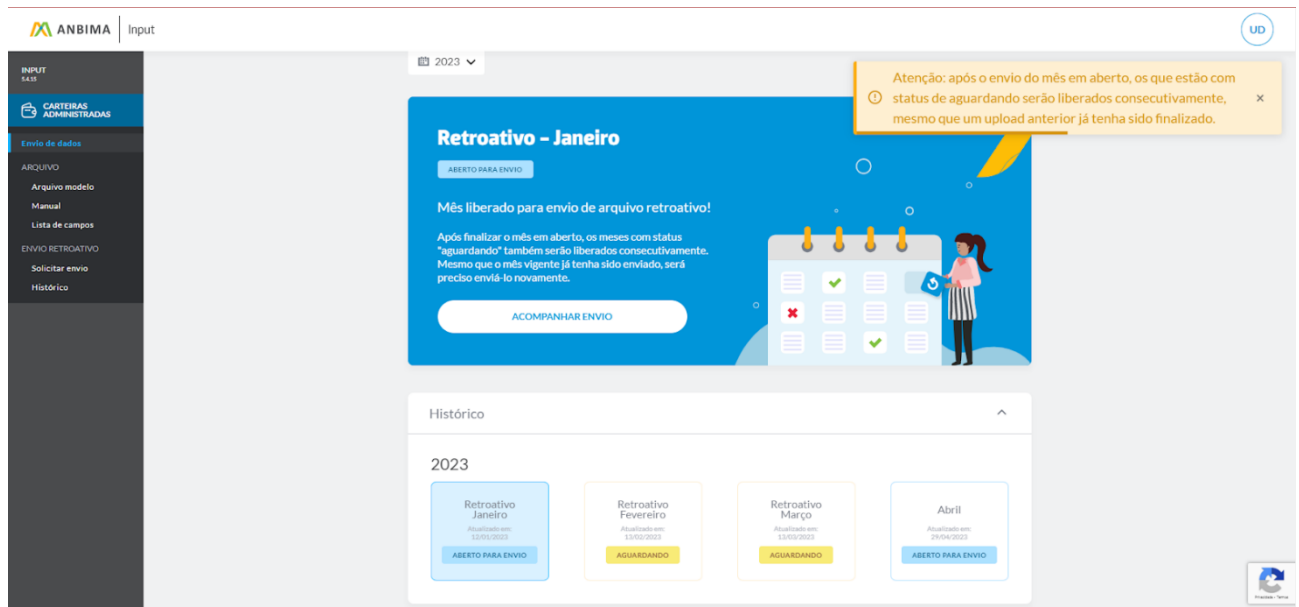 ANBIMA Input
UD
INPUT
5.4.15
CARTEIRAS
ADMINISTRADAS
Envio de dados
ARQUIVO
Arquivo modelo
Manual
Lista de campos
ENVIO RETROATIVO
Solicitar envio
Histórico
2023
Atenção: após o envio do mês em aberto, os que estão com
status de aguardando serão liberados consecutivamente,
mesmo que um upload anterior já tenha sido finalizado.
Retroativo – Janeiro
ABERTO PARA ENVIO
Mês liberado para envio de arquivo retroativo!
Após finalizar o mês em aberto, os meses com status
"aguardando" também serão liberados consecutivamente.
Mesmo que o mês vigente já tenha sido enviado, será
preciso enviá-lo novamente.
ACOMPANHAR ENVIO
Histórico
2023
Retroativo
Janeiro
Atualizado em:
12/01/2023
ABERTO PARA ENVIO
Retroativo
Fevereiro
Atualizado em:
13/02/2023
AGUARDANDO
Retroativo
Março
Atualizado em:
13/03/2023
AGUARDANDO
Abril
Atualizado em:
29/04/2023
ABERTO PARA ENVIO
Privacidade - Termos